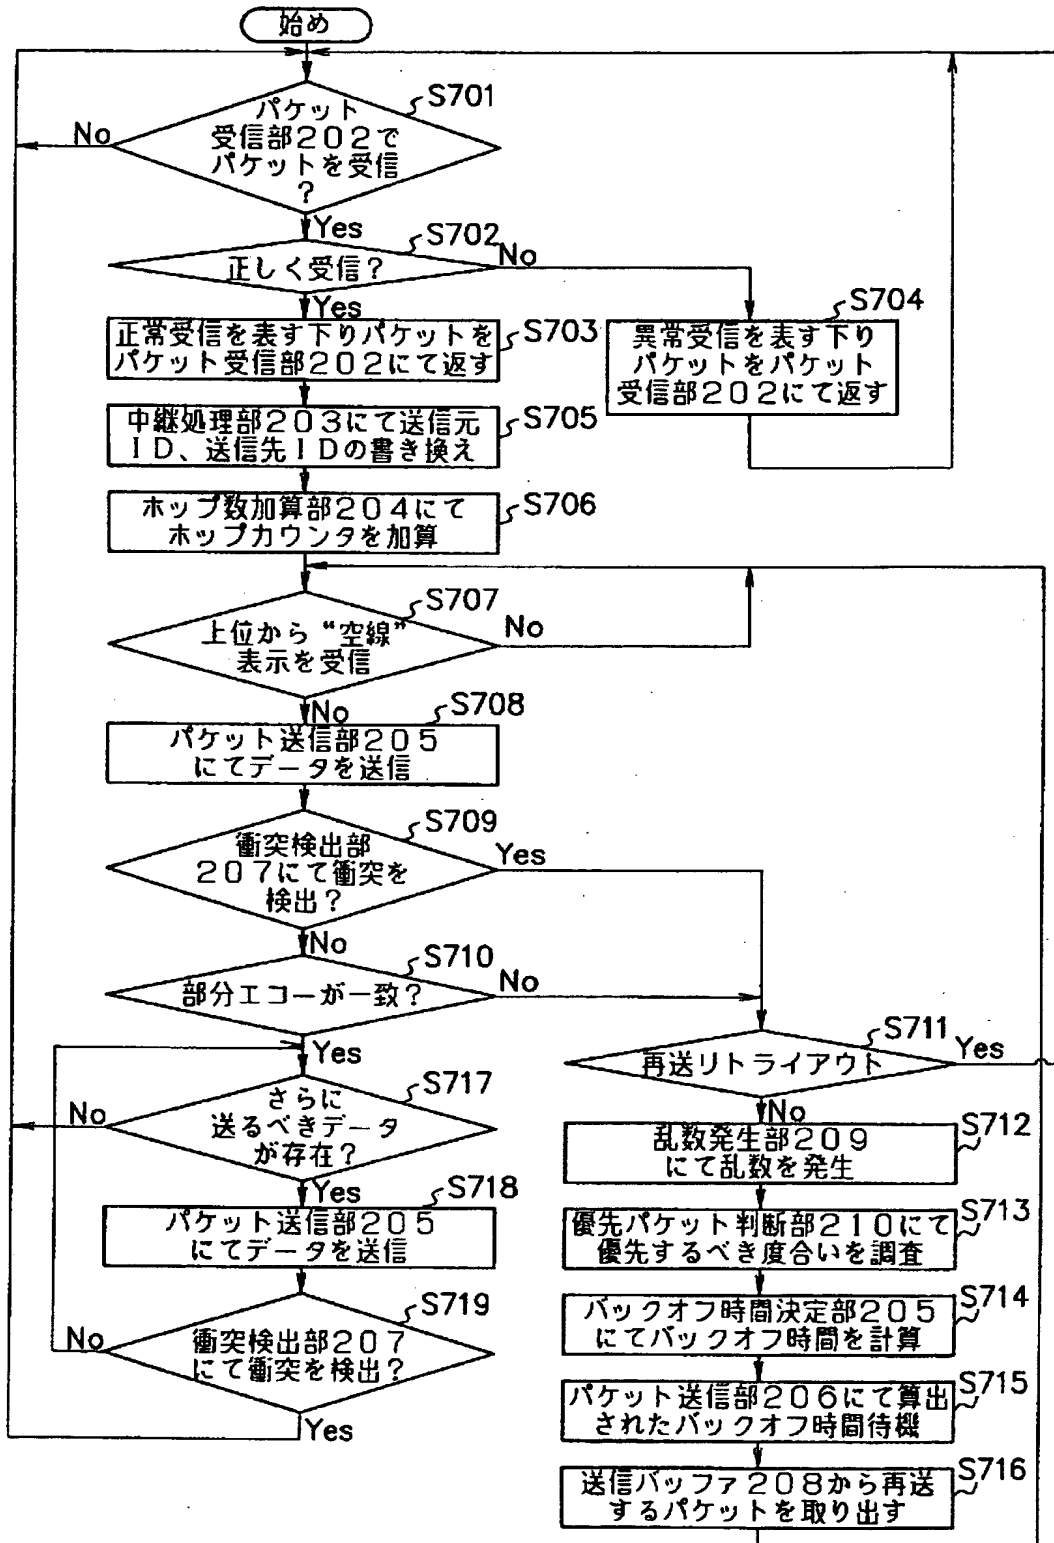 始め
S701
パケット
受信部202で
パケットを受信
?
No
Yes
S702
正しく受信?
No
Yes
S703
正常受信を表す下りパケットを
パケット受信部202にて返す
S704
異常受信を表す下り
パケットをパケット
受信部202にて返す
S705
中継処理部203にて送信元
ID、送信先IDの書き換え
S706
ホップ数加算部204にて
ホップカウンタを加算
S707
上位から“空線”
表示を受信
No
No
S708
パケット送信部205
にてデータを送信
S709
衝突検出部
207にて衝突を
検出?
Yes
No
S710
部分エコーが一致?
No
Yes
S711
再送リトライアウト
Yes
No
S712
乱数発生部209
にて乱数を発生
S713
優先パケット判断部210にて
優先するべき度合いを調査
S714
バックオフ時間決定部205
にてバックオフ時間を計算
S715
パケット送信部206にて算出
されたバックオフ時間待機
S716
送信バッファ208から再送
するパケットを取り出す
S717
さらに
送るべきデータ
が存在?
No
Yes
S718
パケット送信部205
にてデータを送信
S719
衝突検出部207
にて衝突を検出?
No
Yes